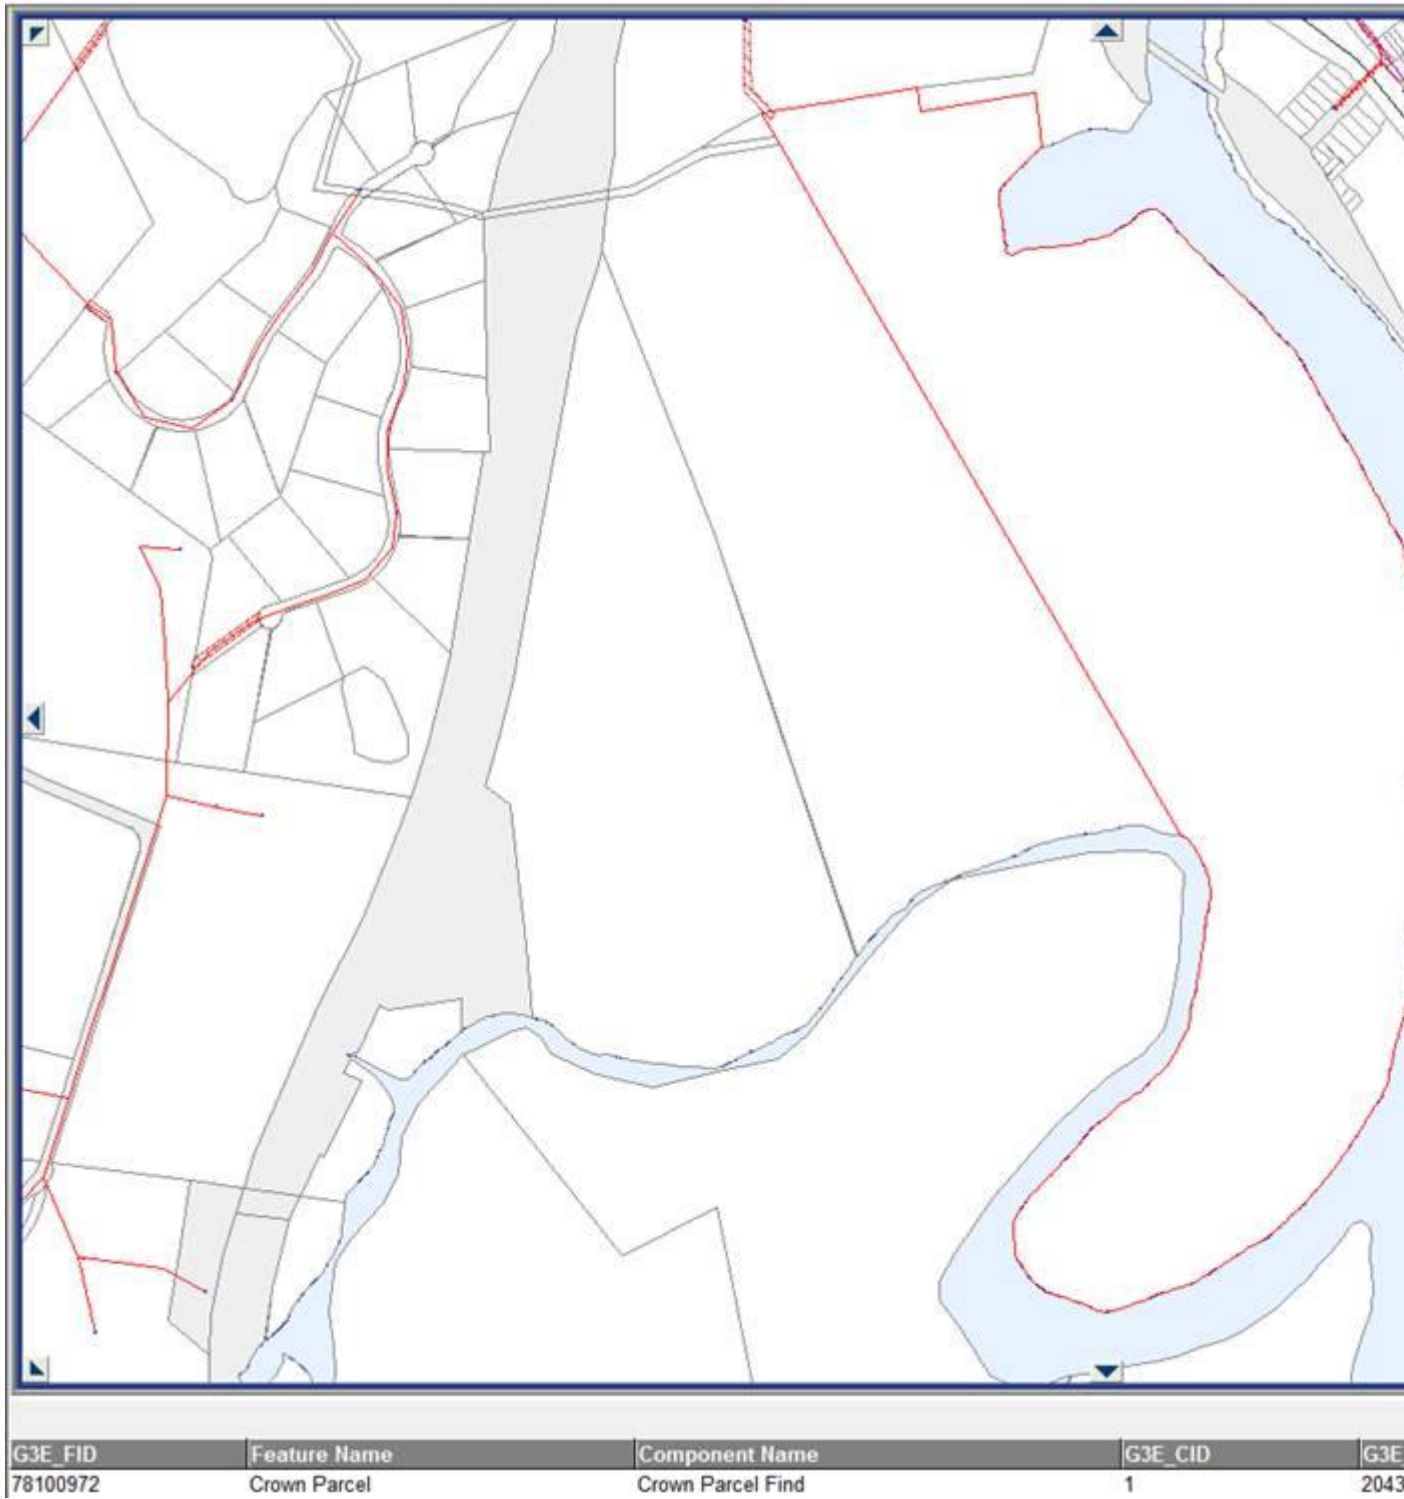 G3E_FID Feature Name Component Name G3E_CID G3E
78100972 Crown Parcel Crown Parcel Find 1 2043